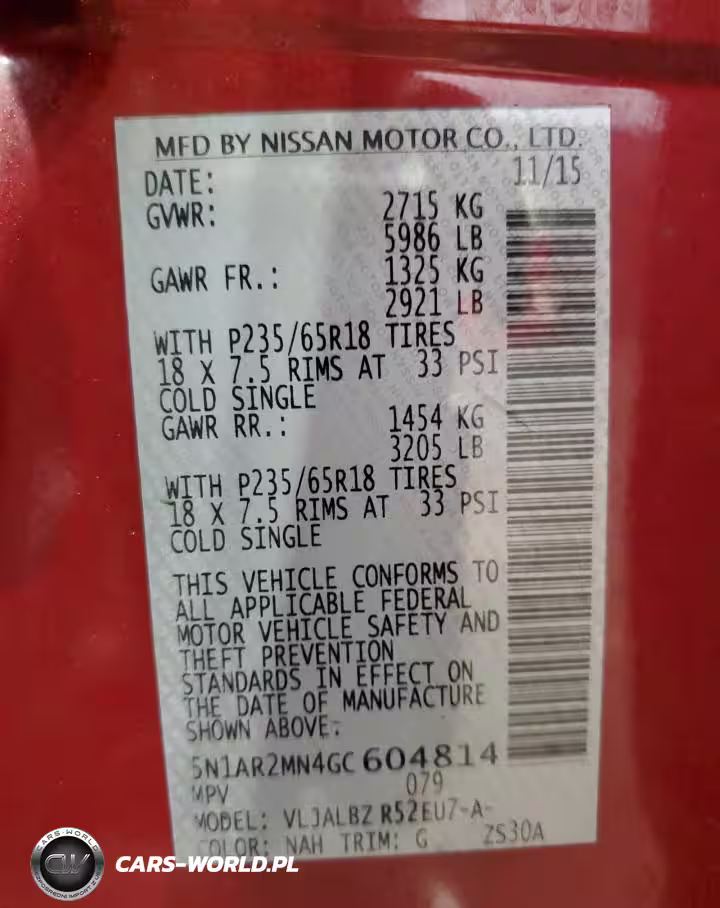 MFD BY NISSAN MOTOR CO., LTD.
DATE: 11/15
GVWR: 2715 KG
5986 LB
GAWR FR.: 1325 KG
2921 LB
WITH P235/65R18 TIRES
18 X 7.5 RIMS AT 33 PSI
COLD SINGLE
GAWR RR.: 1454 KG
3205 LB
WITH P235/65R18 TIRES
18 X 7.5 RIMS AT 33 PSI
COLD SINGLE
THIS VEHICLE CONFORMS TO
ALL APPLICABLE FEDERAL
MOTOR VEHICLE SAFETY AND
THEFT PREVENTION
STANDARDS IN EFFECT ON
THE DATE OF MANUFACTURE
SHOWN ABOVE.
5N1AR2MN4GC604814
MPV 079
MODEL: VLJALBZ R52EU7-A-
COLOR: NAH TRIM: G ZS30A
CARS-WORLD
CW
CARS-WORLD.PL